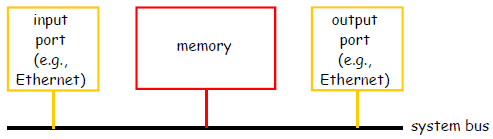 input
port
(e.g.,
Ethernet)
memory
output
port
(e.g.,
Ethernet)
system bus